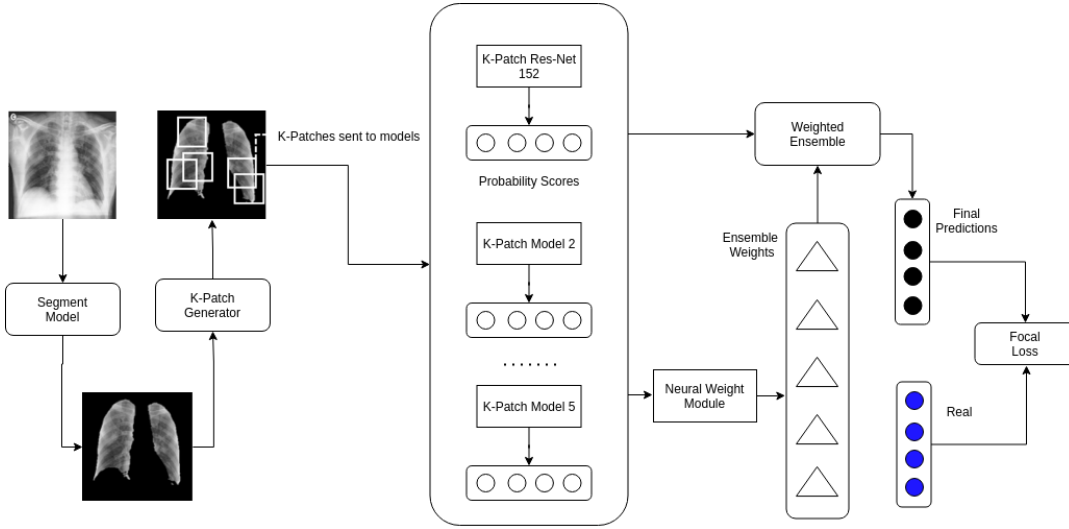 K-Patch Res-Net
152
Probability Scores
K-Patches sent to models
Segment
Model
K-Patch
Generator
K-Patch Model 2
.......
K-Patch Model 5
Neural Weight
Module
Ensemble
Weights
Weighted
Ensemble
Final
Predictions
Focal
Loss
Real